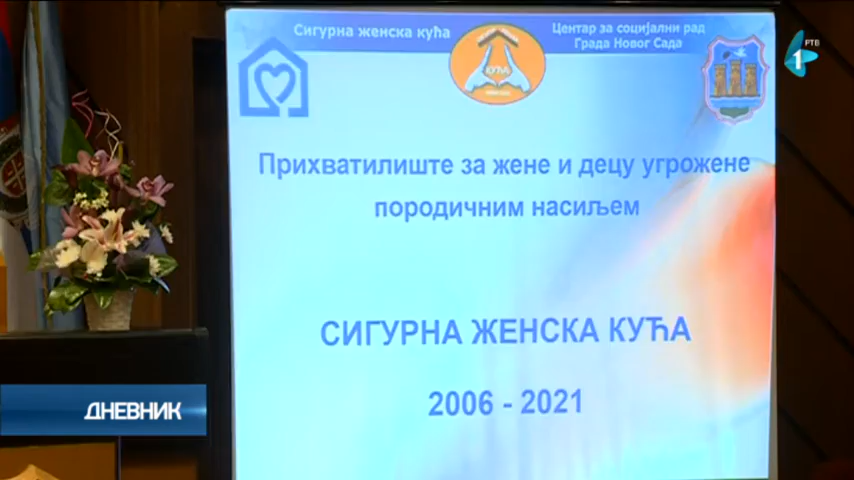 Сигурна женска кућа
Центар за социјални рад
Града Новог Сада
КУЋА
1 РТВ
Прихватилиште за жене и децу угрожене
породичним насиљем
СИГУРНА ЖЕНСКА КУЋА
2006 - 2021
ДНЕВНИК